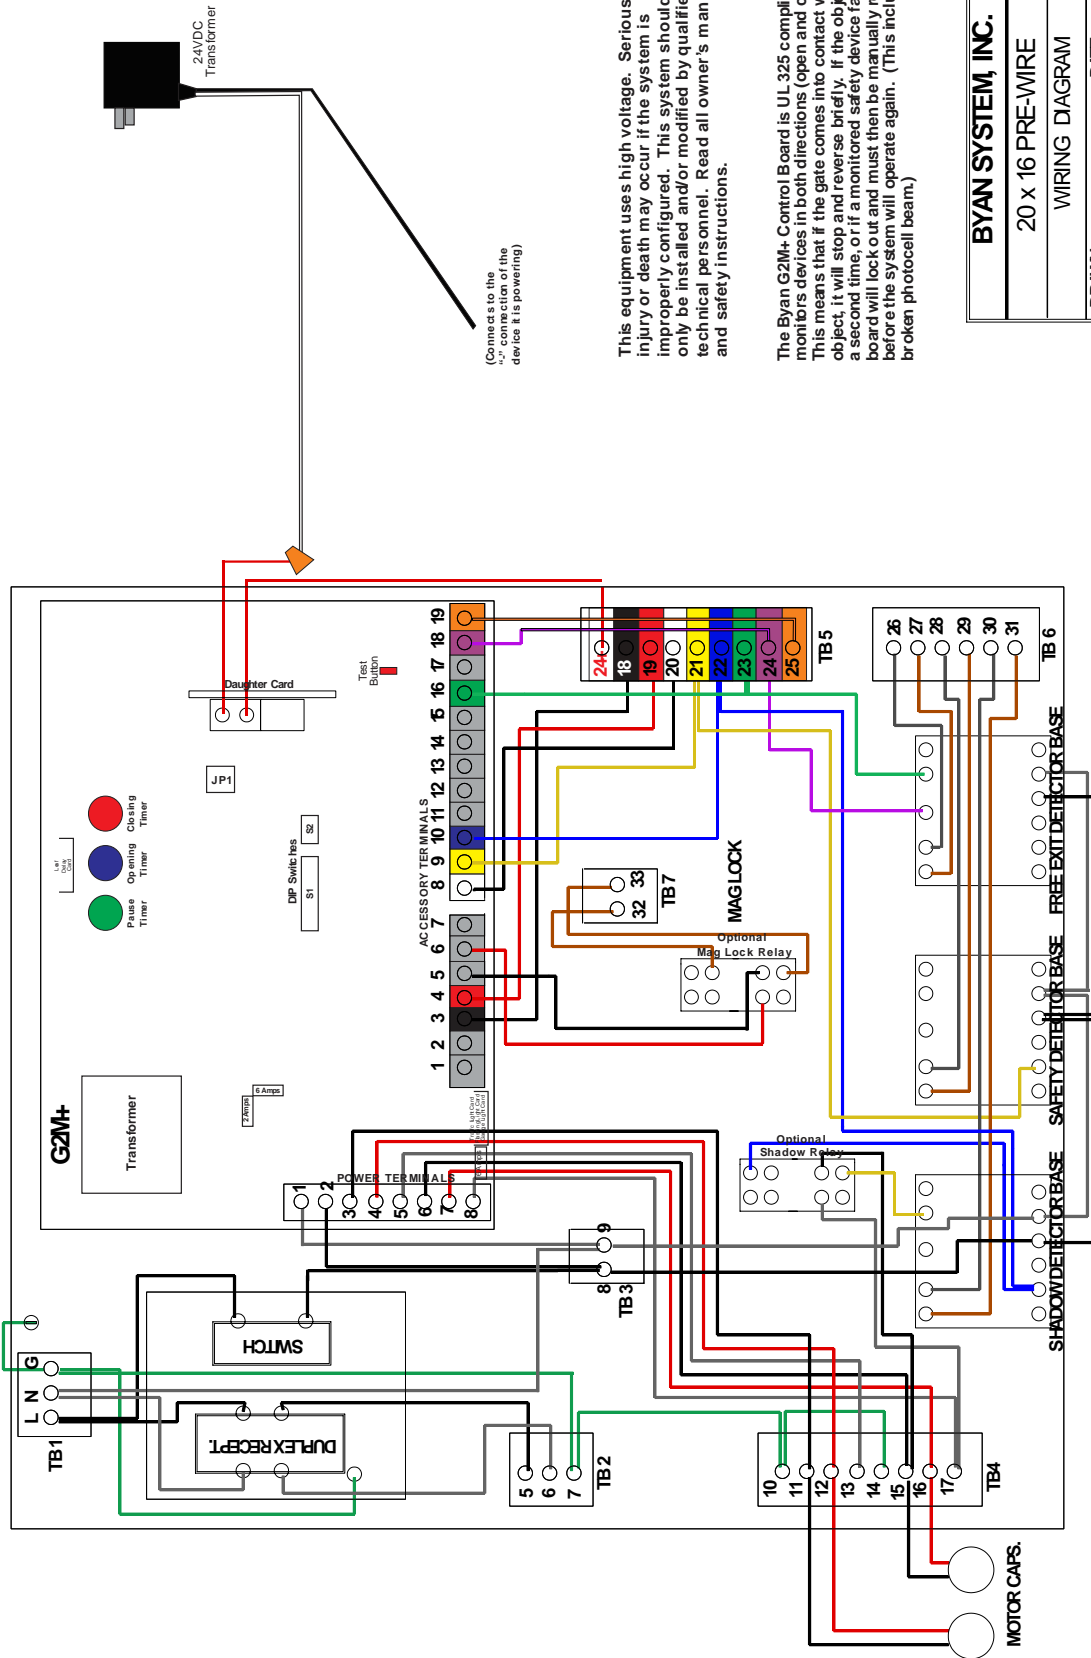 24VDC
Transformer
(Connects to the
"-" connection of the
device it is powering)
This equipment uses high voltage. Serious
injury or death may occur if the system is
improperly configured. This system should
only be installed and/or modified by qualifie
technical personnel. Read all owner's man
and safety instructions.
The Byan G2M+ Control Board is UL 325 compli
monitors devices in both directions (open and c
This means that if the gate comes into contact w
object, it will stop and reverse briefly. If the obj
a second time, or if a monitored safety device fa
board will lock out and must then be manually r
before the system will operate again. (This inclu
broken photocell beam.)
BYAN SYSTEM, INC.
20 x 16 PRE-WIRE
WIRING DIAGRAM
G2M+
Transformer
2 Amps
6 Amps
Pause
Timer
Opening
Timer
Closing
Timer
Delay
Card
DIP Switches
S1
S2
JP1
Daughter Card
Test
Button
ACCESSORY TERMINALS
1 2 3 4 5 6 7 8 9 10 11 12 13 14 15 16 17 18 19
POWER TERMINALS
1 2 3 4 5 6 7 8
TB1
L N G
SWITCH
DUPLEX RECEPT.
TB2
5 6 7
TB3
8 9
TB4
10 11 12 13 14 15 16 17
MOTOR CAPS.
TB5
24+ 18 19 20 21 22 23 24 25
TB6
26 27 28 29 30 31
TB7
32 33
MAG LOCK
Optional
Mag Lock Relay
Optional
Shadow Relay
SHADOW DETECTOR BASE
SAFETY DETECTOR BASE
FREE EXIT DETECTOR BASE